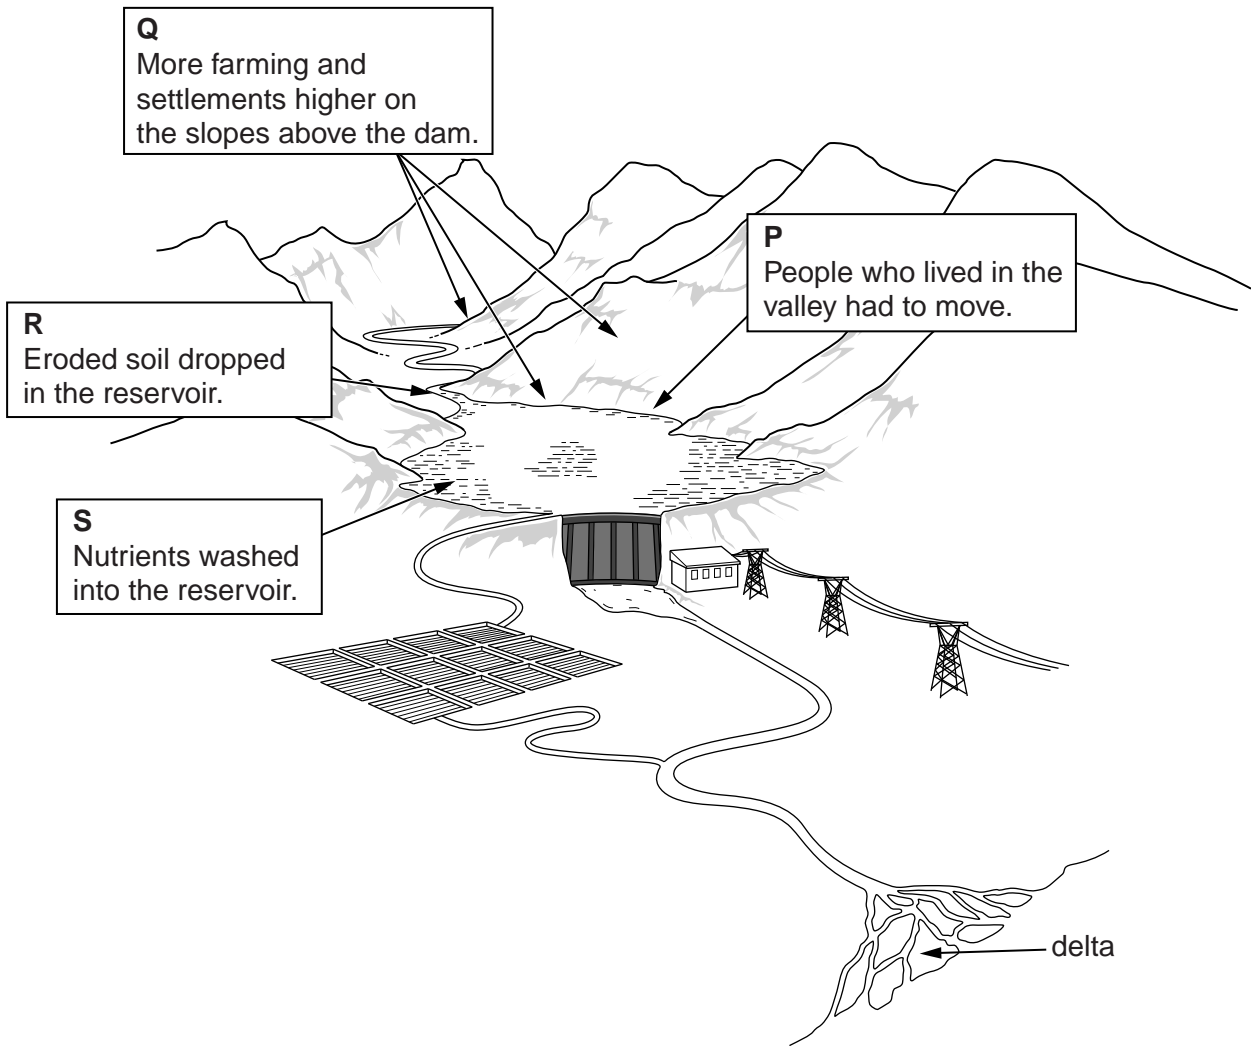 Q
More farming and
settlements higher on
the slopes above the dam.
P
People who lived in the
valley had to move.
R
Eroded soil dropped
in the reservoir.
S
Nutrients washed
into the reservoir.
delta